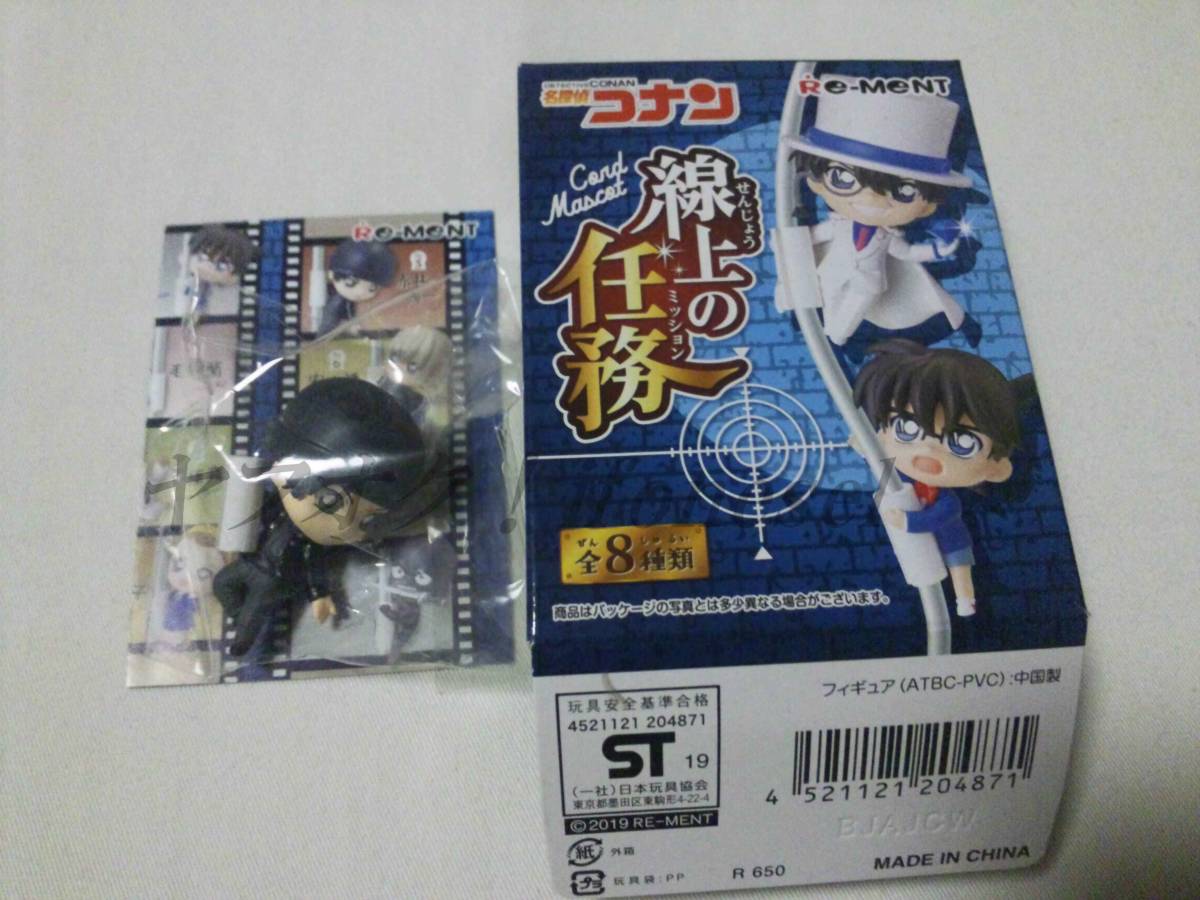 DETECTIVE CONAN
名探偵コナン
Re-MeNT
Cord
Mascot
線上の
せんじょう
任務
ミッション
ぜん しゅるい
全8種類
商品はパッケージの写真とは多少異なる場合がございます。
フィギュア(ATBC-PVC):中国製
玩具安全基準合格
4521121 204871
ST 19
(一社)日本玩具協会
東京都墨田区東駒形4-22-4
©2019 RE-MENT
紙 外箱
プラ 玩具袋:PP
R 650
4 521121 204871
BJAJCW
MADE IN CHINA
Re-MeNT
ヤフオク!